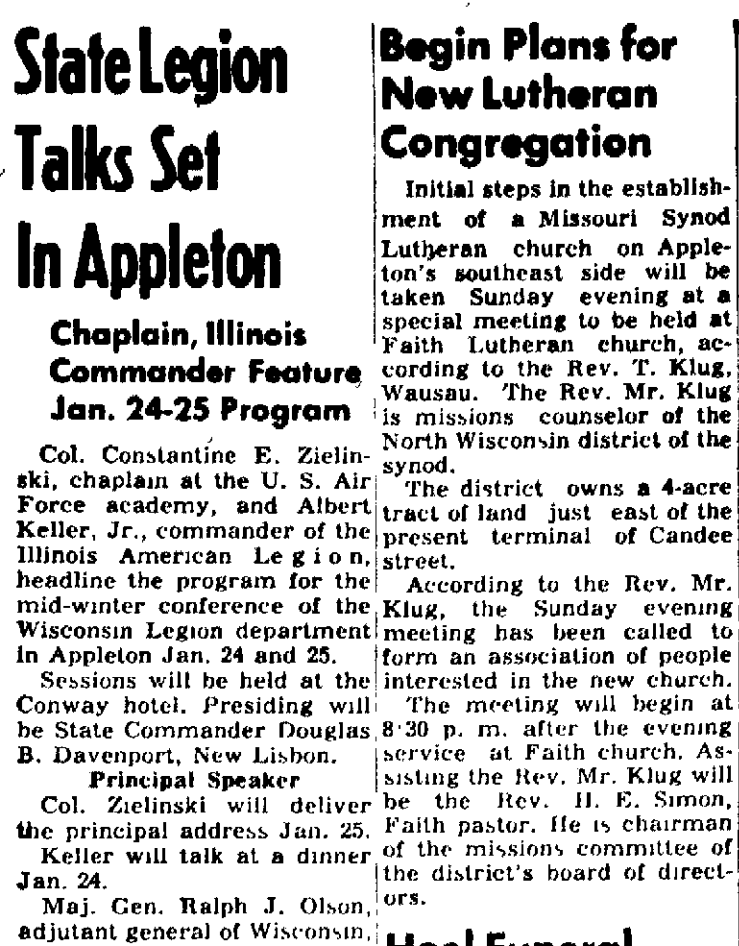 State Legion
Talks Set
In Appleton
Chaplain, Illinois
Commander Feature
Jan. 24-25 Program
Col. Constantine E. Zielin-
ski, chaplain at the U. S. Air
Force academy, and Albert
Keller, Jr., commander of the
Illinois American Legion,
headline the program for the
mid-winter conference of the
Wisconsin Legion department
in Appleton Jan. 24 and 25.
Sessions will be held at the
Conway hotel. Presiding will
be State Commander Douglas
B. Davenport, New Lisbon.
Principal Speaker
Col. Zielinski will deliver
the principal address Jan. 25.
Keller will talk at a dinner
Jan. 24.
Maj. Gen. Ralph J. Olson,
adjutant general of Wisconsin,
Begin Plans for
New Lutheran
Congregation
Initial steps in the establish-
ment of a Missouri Synod
Lutheran church on Apple-
ton's southeast side will be
taken Sunday evening at a
special meeting to be held at
Faith Lutheran church, ac-
cording to the Rev. T. Klug,
Wausau. The Rev. Mr. Klug
is missions counselor of the
North Wisconsin district of the
synod.
The district owns a 4-acre
tract of land just east of the
present terminal of Candee
street.
According to the Rev. Mr.
Klug, the Sunday evening
meeting has been called to
form an association of people
interested in the new church.
The meeting will begin at
8:30 p. m. after the evening
service at Faith church. As-
sisting the Rev. Mr. Klug will
be the Rev. H. E. Simon,
Faith pastor. He is chairman
of the missions committee of
the district's board of direct-
ors.
Funeral